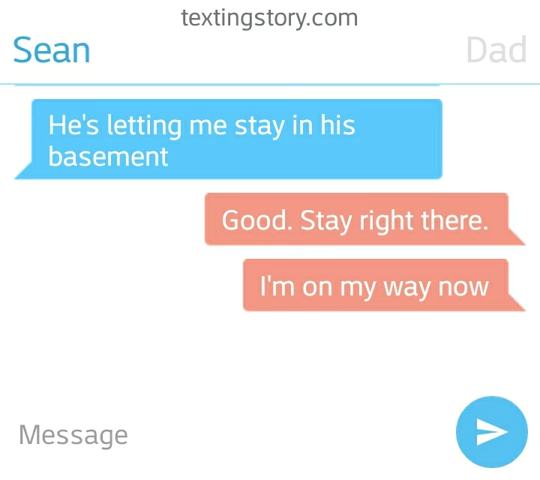 textingstory.com
Sean
Dad
He's letting me stay in his
basement
Good. Stay right there.
I'm on my way now
Message